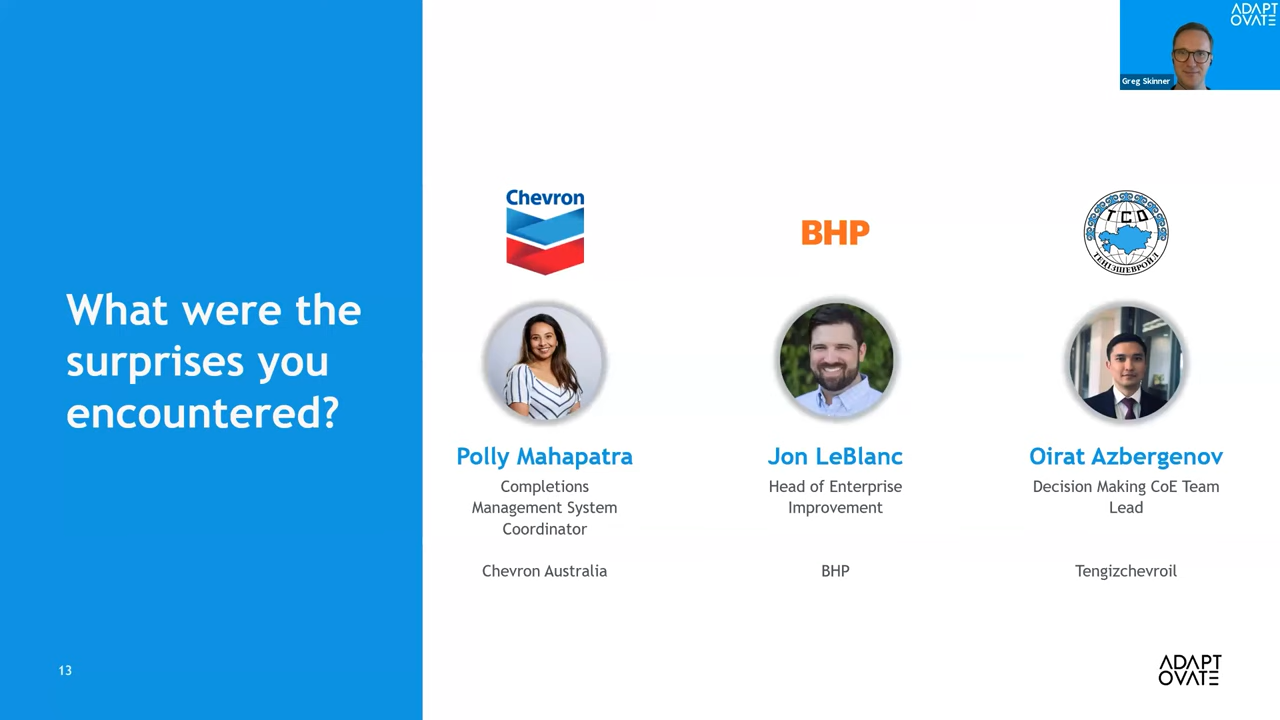 ADAPT
OVATE
Greg Skinner
What were the
surprises you
encountered?
Chevron
BHP
TCO
ТЕНІЗШЕВРОЙЛ
Polly Mahapatra
Completions
Management System
Coordinator
Chevron Australia
Jon LeBlanc
Head of Enterprise
Improvement
BHP
Oirat Azbergenov
Decision Making CoE Team
Lead
Tengizchevroil
13
ADAPT
OVATE